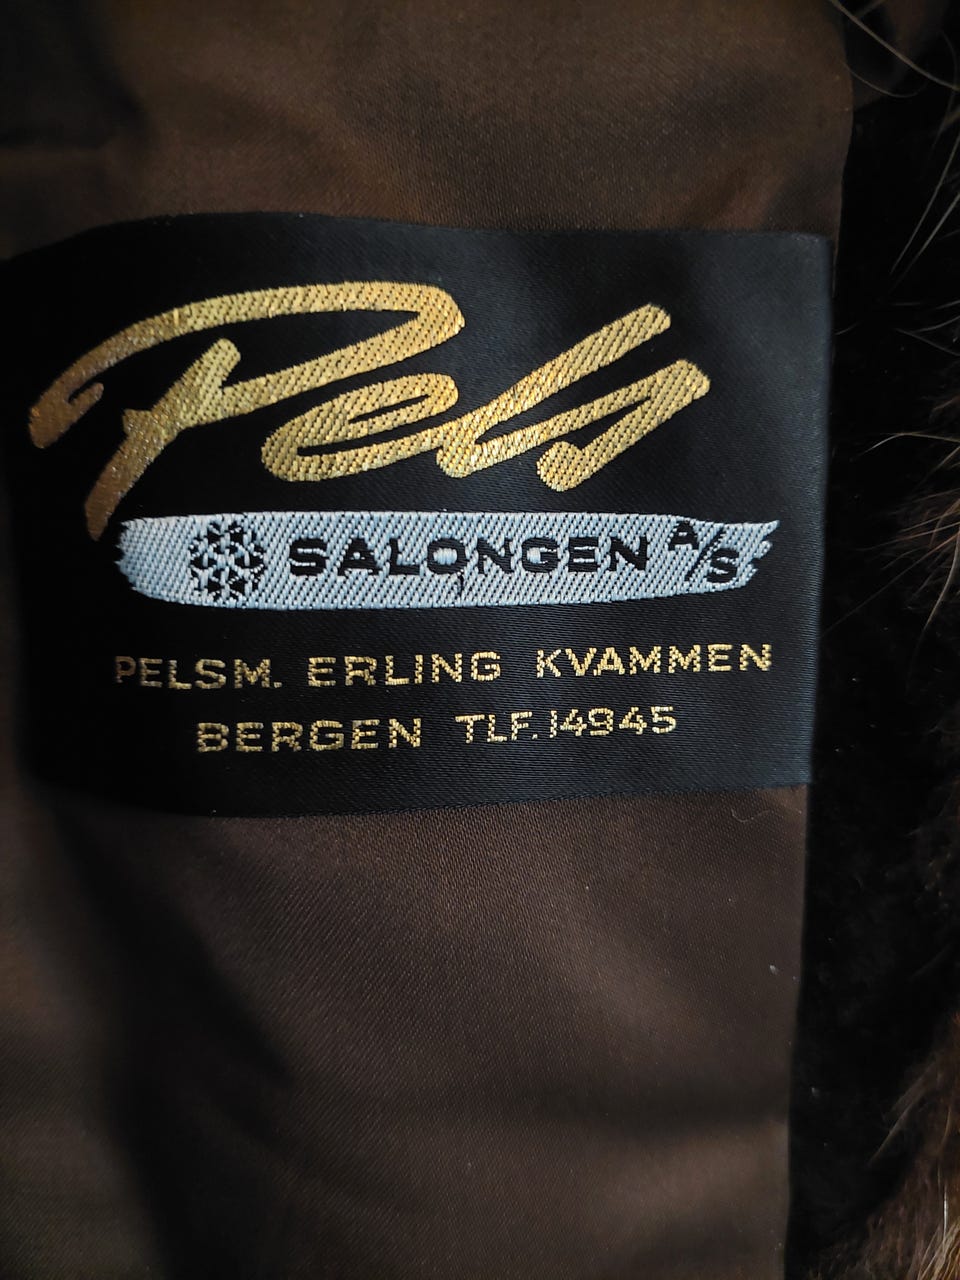 Pels
SALONGEN A/S
PELSM. ERLING KVAMMEN
BERGEN TLF. 14945